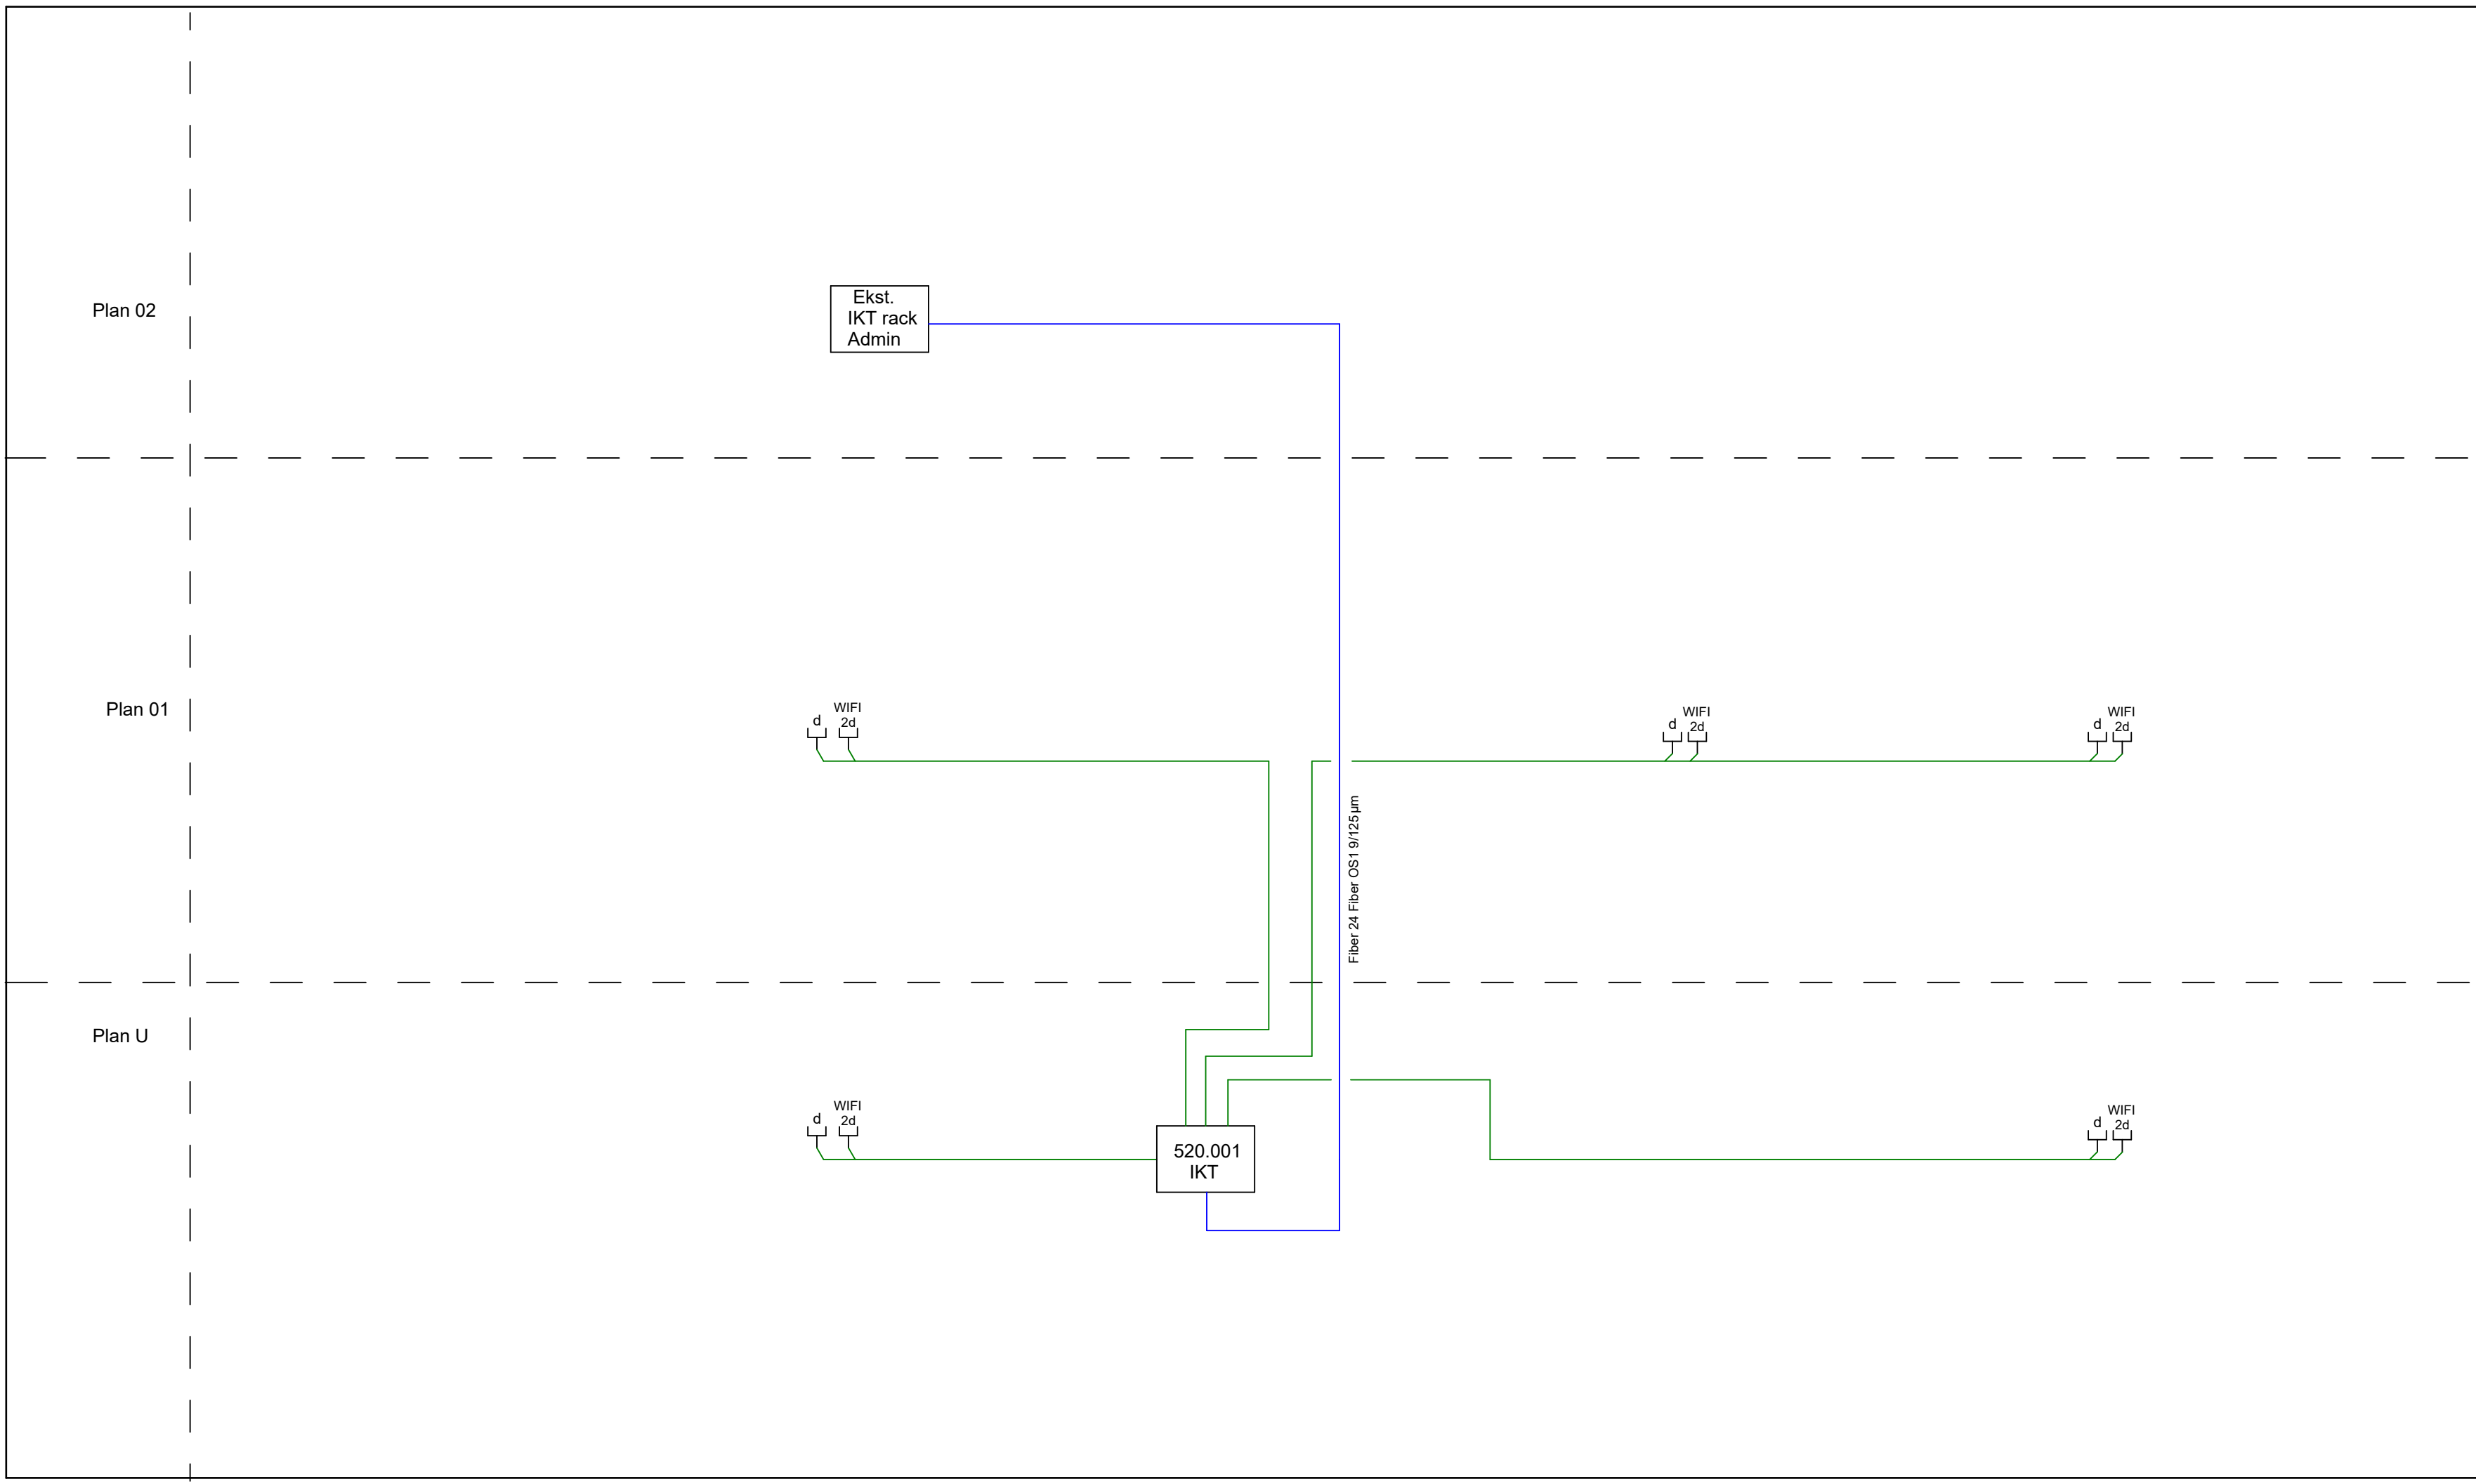 Plan 02
Ekst.
IKT rack
Admin
Plan 01
d
WIFI
2d
d
WIFI
2d
d
WIFI
2d
Fiber 24 Fiber OS1 9/125µm
Plan U
d
WIFI
2d
520.001
IKT
d
WIFI
2d